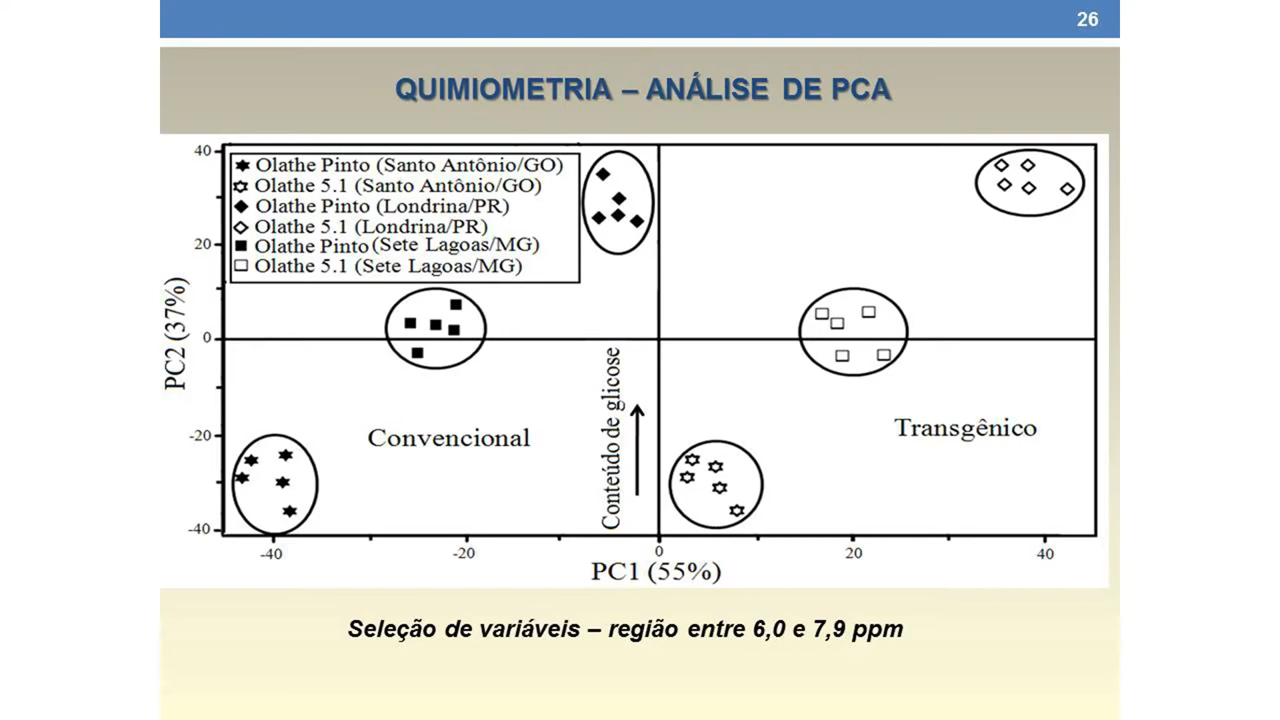 26
QUIMIOMETRIA – ANÁLISE DE PCA
Olathe Pinto (Santo Antônio/GO)
Olathe 5.1 (Santo Antônio/GO)
Olathe Pinto (Londrina/PR)
Olathe 5.1 (Londrina/PR)
Olathe Pinto (Sete Lagoas/MG)
Olathe 5.1 (Sete Lagoas/MG)
40
20
0
-20
-40
PC2 (37%)
Convencional
Conteúdo de glicose
Transgênico
-40
-20
0
20
40
PC1 (55%)
Seleção de variáveis – região entre 6,0 e 7,9 ppm